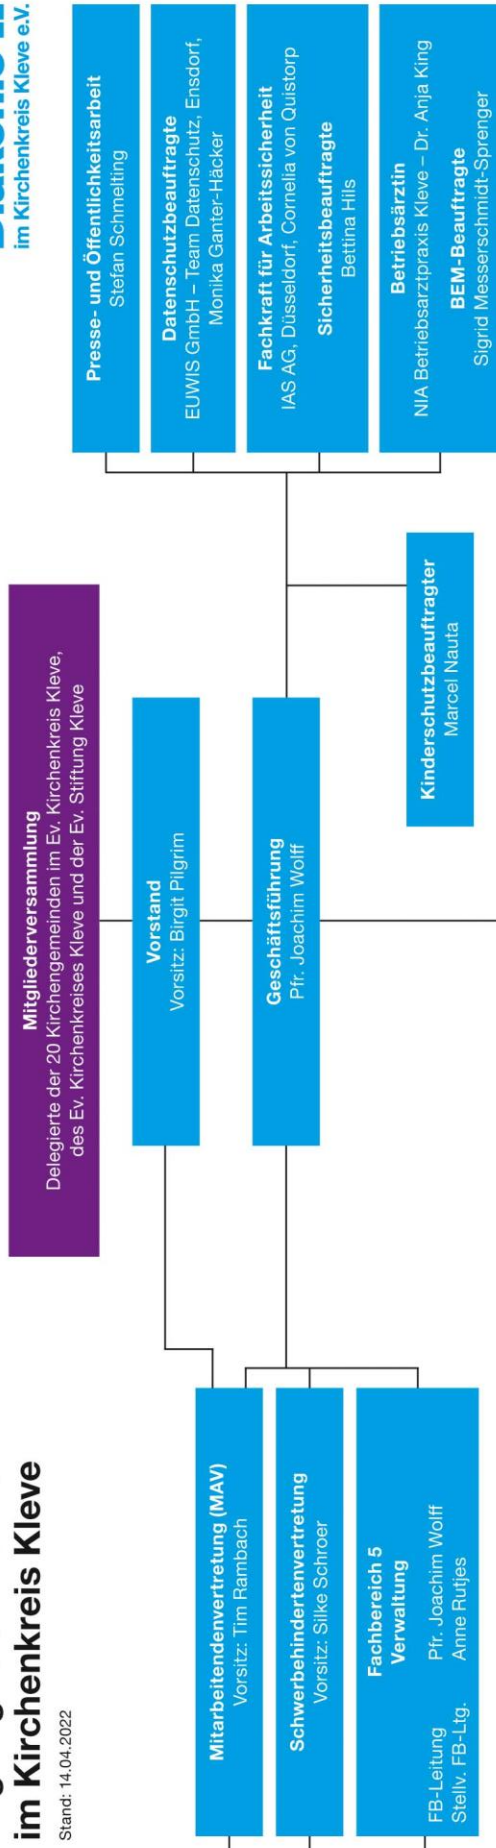 im Kirchenkreis Kleve
Stand: 14.04.2022
im Kirchenkreis Kleve e.V.
Mitgliederversammlung
Delegierte der 20 Kirchengemeinden im Ev. Kirchenkreis Kleve,
des Ev. Kirchenkreises Kleve und der Ev. Stiftung Kleve
Vorstand
Vorsitz: Birgit Pilgrim
Geschäftsführung
Pfr. Joachim Wolff
Mitarbeitendenvertretung (MAV)
Vorsitz: Tim Rambach
Schwerbehindertenvertretung
Vorsitz: Silke Schroer
Fachbereich 5
Verwaltung
FB-Leitung Pfr. Joachim Wolff
Stellv. FB-Ltg. Anne Rutjes
Presse- und Öffentlichkeitsarbeit
Stefan Schmelting
Datenschutzbeauftragte
EUWIS GmbH – Team Datenschutz, Ensdorf,
Monika Ganter-Häcker
Fachkraft für Arbeitssicherheit
IAS AG, Düsseldorf, Cornelia von Quistorp
Sicherheitsbeauftragte
Bettina Hils
Betriebsärztin
NIA Betriebsarztpraxis Kleve – Dr. Anja King
BEM-Beauftragte
Sigrid Messerschmidt-Sprenger
Kinderschutzbeauftragter
Marcel Nauta